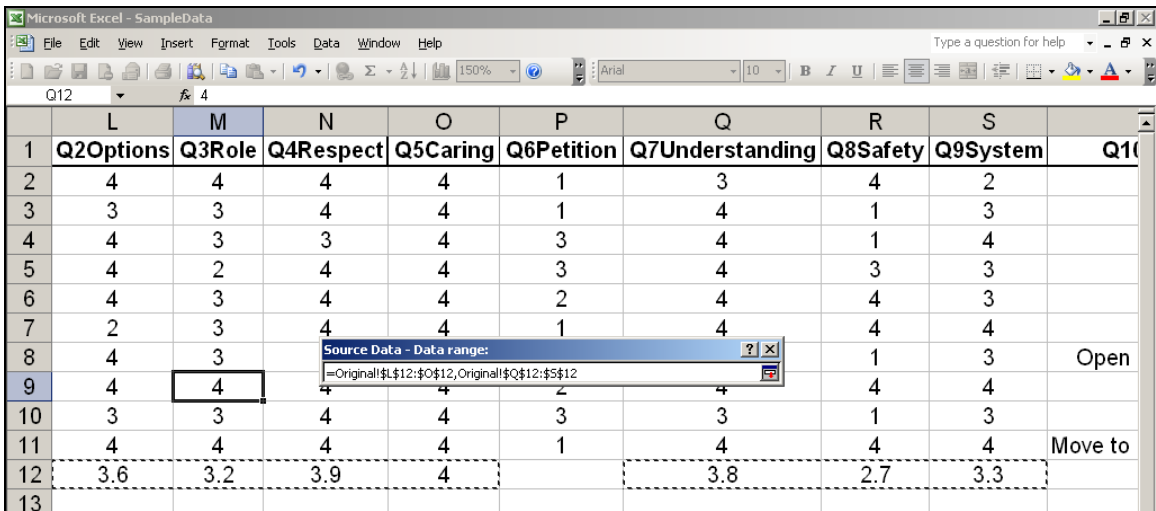 Microsoft Excel - SampleData
File Edit View Insert Format Tools Data Window Help Type a question for help
150% Arial 10 B I U A
Q12 fx 4
L M N O P Q R S
1 Q2Options Q3Role Q4Respect Q5Caring Q6Petition Q7Understanding Q8Safety Q9System Q10
2 4 4 4 4 1 3 4 2
3 3 3 4 4 1 4 1 3
4 4 3 3 4 3 4 1 4
5 4 2 4 4 3 4 3 3
6 4 3 4 4 2 4 4 3
7 2 3 4 4 1 4 4 4
Source Data - Data range:
8 4 3 1 3 Open
=Original!$L$12:$O$12,Original!$Q$12:$S$12
9 4 4 4 4 2 4 4 4
10 3 3 4 4 3 3 1 3
11 4 4 4 4 1 4 4 4 Move to
12 3.6 3.2 3.9 4 3.8 2.7 3.3
13